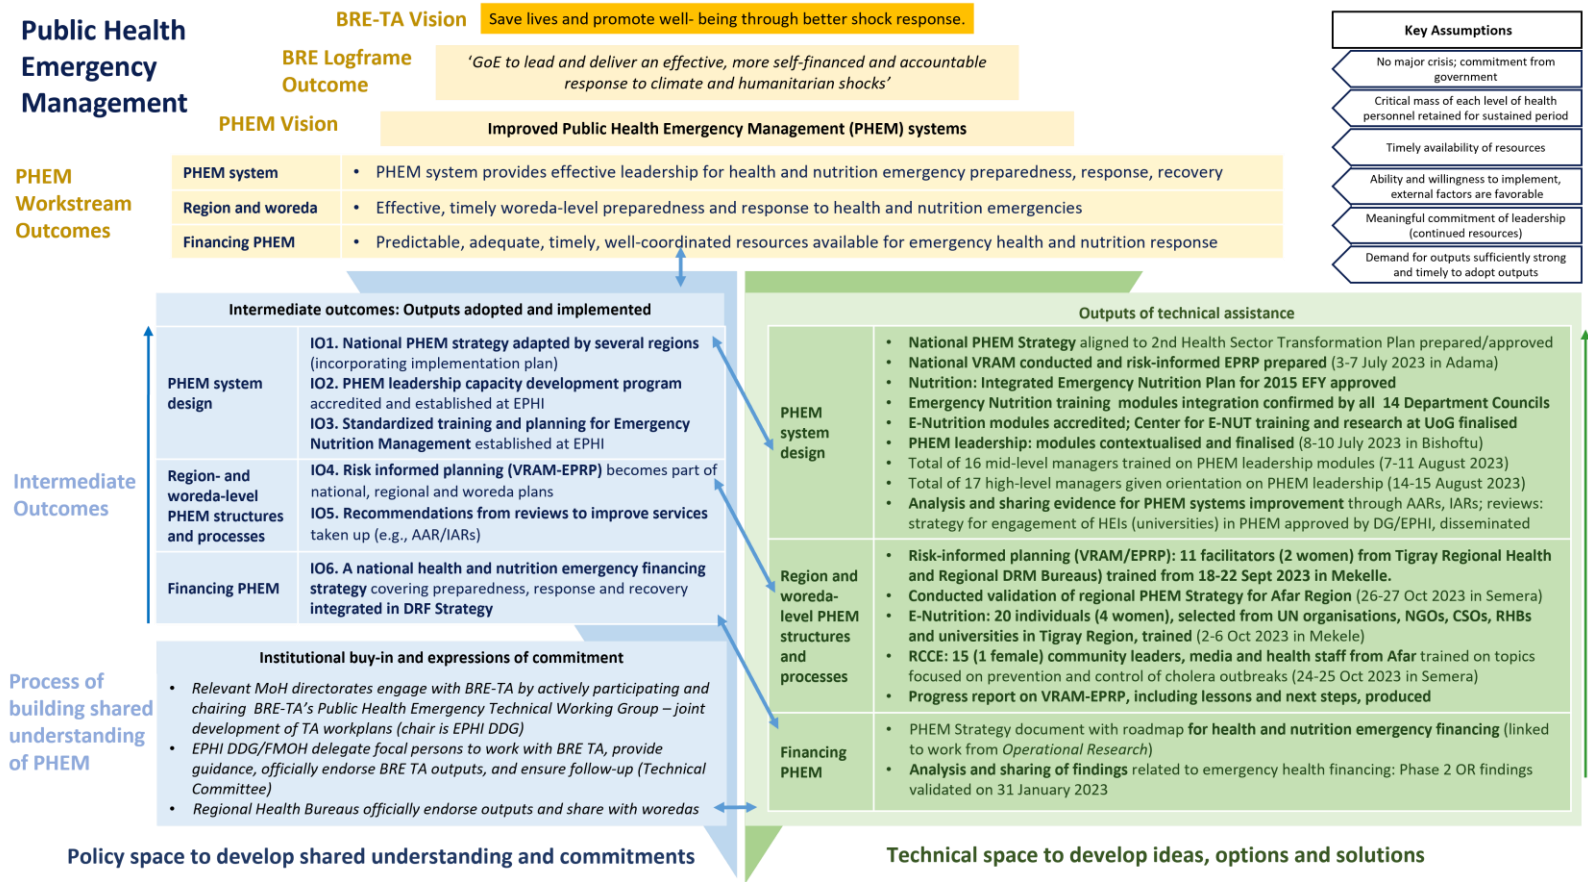 Public Health
Emergency
Management
BRE-TA Vision
Save lives and promote well- being through better shock response.
BRE Logframe
Outcome
‘GoE to lead and deliver an effective, more self-financed and accountable
response to climate and humanitarian shocks’
PHEM Vision
Improved Public Health Emergency Management (PHEM) systems
PHEM
Workstream
Outcomes
PHEM system
• PHEM system provides effective leadership for health and nutrition emergency preparedness, response, recovery
Region and woreda
• Effective, timely woreda-level preparedness and response to health and nutrition emergencies
Financing PHEM
• Predictable, adequate, timely, well-coordinated resources available for emergency health and nutrition response
Key Assumptions
No major crisis; commitment from
government
Critical mass of each level of health
personnel retained for sustained period
Timely availability of resources
Ability and willingness to implement,
external factors are favorable
Meaningful commitment of leadership
(continued resources)
Demand for outputs sufficiently strong
and timely to adopt outputs
Intermediate
Outcomes
Intermediate outcomes: Outputs adopted and implemented
PHEM system
design
IO1. National PHEM strategy adapted by several regions
(incorporating implementation plan)
IO2. PHEM leadership capacity development program
accredited and established at EPHI
IO3. Standardized training and planning for Emergency
Nutrition Management established at EPHI
Region- and
woreda-level
PHEM structures
and processes
IO4. Risk informed planning (VRAM-EPRP) becomes part of
national, regional and woreda plans
IO5. Recommendations from reviews to improve services
taken up (e.g., AAR/IARs)
Financing PHEM
IO6. A national health and nutrition emergency financing
strategy covering preparedness, response and recovery
integrated in DRF Strategy
Process of
building shared
understanding
of PHEM
Institutional buy-in and expressions of commitment
• Relevant MoH directorates engage with BRE-TA by actively participating and
chairing BRE-TA’s Public Health Emergency Technical Working Group – joint
development of TA workplans (chair is EPHI DDG)
• EPHI DDG/FMOH delegate focal persons to work with BRE TA, provide
guidance, officially endorse BRE TA outputs, and ensure follow-up (Technical
Committee)
• Regional Health Bureaus officially endorse outputs and share with woredas
Policy space to develop shared understanding and commitments
Outputs of technical assistance
PHEM
system
design
• National PHEM Strategy aligned to 2nd Health Sector Transformation Plan prepared/approved
• National VRAM conducted and risk-informed EPRP prepared (3-7 July 2023 in Adama)
• Nutrition: Integrated Emergency Nutrition Plan for 2015 EFY approved
• Emergency Nutrition training modules integration confirmed by all 14 Department Councils
• E-Nutrition modules accredited; Center for E-NUT training and research at UoG finalised
• PHEM leadership: modules contextualised and finalised (8-10 July 2023 in Bishoftu)
• Total of 16 mid-level managers trained on PHEM leadership modules (7-11 August 2023)
• Total of 17 high-level managers given orientation on PHEM leadership (14-15 August 2023)
• Analysis and sharing evidence for PHEM systems improvement through AARs, IARs; reviews:
strategy for engagement of HEIs (universities) in PHEM approved by DG/EPHI, disseminated
Region and
woreda-
level PHEM
structures
and
processes
• Risk-informed planning (VRAM/EPRP): 11 facilitators (2 women) from Tigray Regional Health
and Regional DRM Bureaus) trained from 18-22 Sept 2023 in Mekelle.
• Conducted validation of regional PHEM Strategy for Afar Region (26-27 Oct 2023 in Semera)
• E-Nutrition: 20 individuals (4 women), selected from UN organisations, NGOs, CSOs, RHBs
and universities in Tigray Region, trained (2-6 Oct 2023 in Mekele)
• RCCE: 15 (1 female) community leaders, media and health staff from Afar trained on topics
focused on prevention and control of cholera outbreaks (24-25 Oct 2023 in Semera)
• Progress report on VRAM-EPRP, including lessons and next steps, produced
Financing
PHEM
• PHEM Strategy document with roadmap for health and nutrition emergency financing (linked
to work from Operational Research)
• Analysis and sharing of findings related to emergency health financing: Phase 2 OR findings
validated on 31 January 2023
Technical space to develop ideas, options and solutions